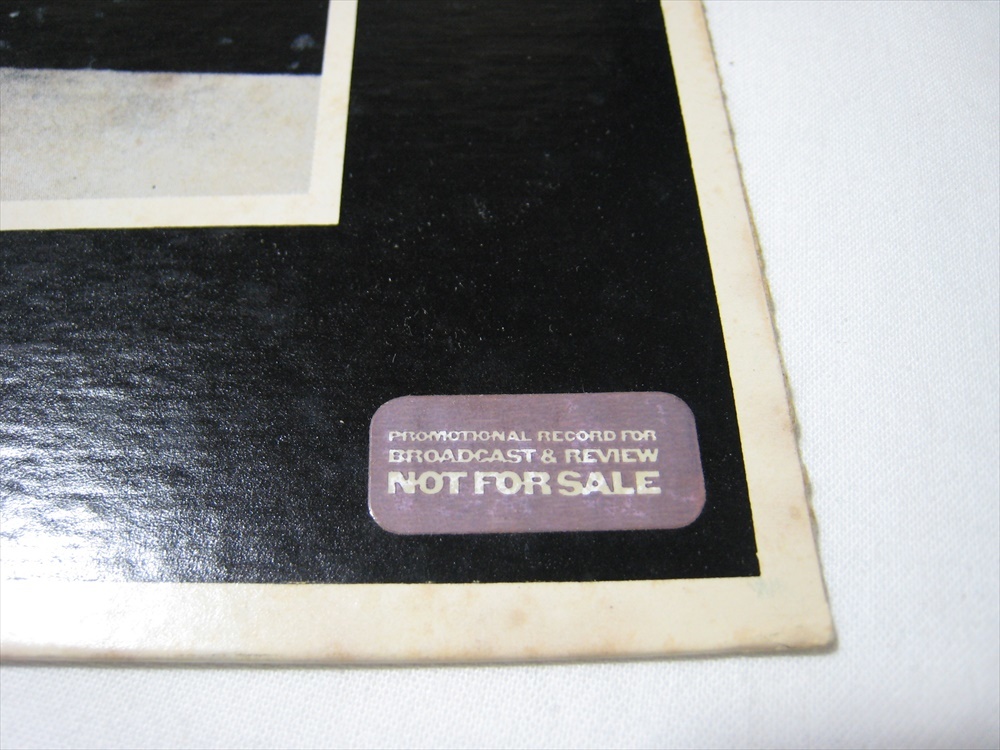 PROMOTIONAL RECORD FOR
BROADCAST & REVIEW
NOT FOR SALE